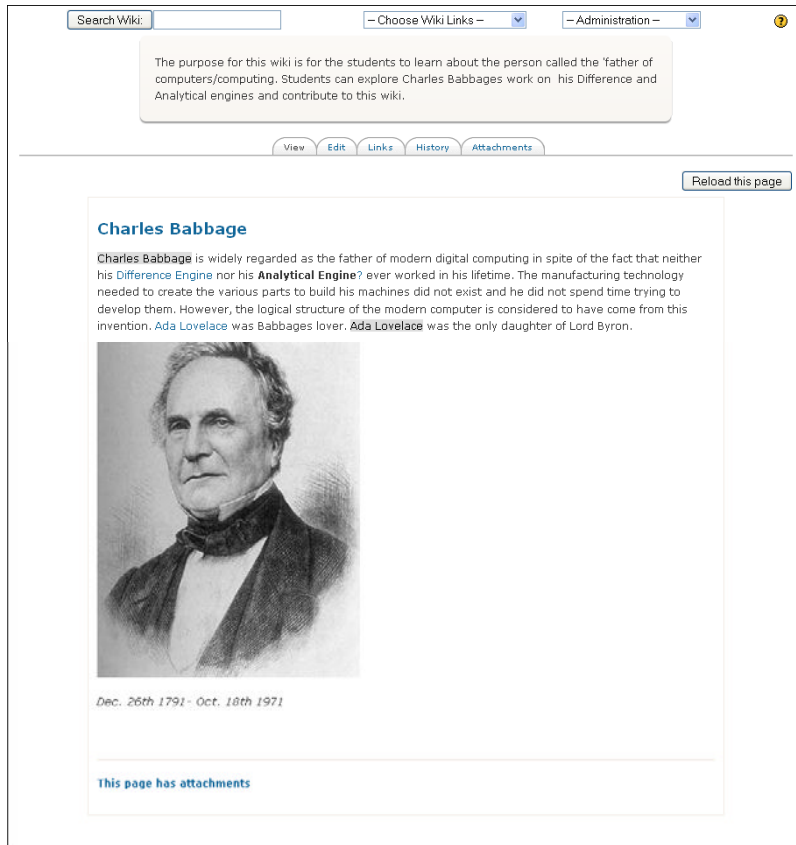 Search Wiki:
– Choose Wiki Links –
– Administration –
?
The purpose for this wiki is for the students to learn about the person called the 'father of
computers/computing. Students can explore Charles Babbages work on  his Difference and
Analytical engines and contribute to this wiki.
View Edit Links History Attachments
Reload this page
Charles Babbage
Charles Babbage is widely regarded as the father of modern digital computing in spite of the fact that neither
his Difference Engine nor his Analytical Engine? ever worked in his lifetime. The manufacturing technology
needed to create the various parts to build his machines did not exist and he did not spend time trying to
develop them. However, the logical structure of the modern computer is considered to have come from this
invention. Ada Lovelace was Babbages lover. Ada Lovelace was the only daughter of Lord Byron.
Dec. 26th 1791- Oct. 18th 1971
This page has attachments